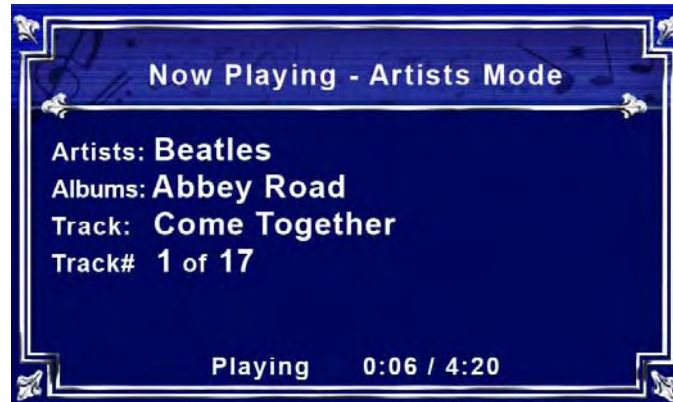 Now Playing - Artists Mode
Artists: Beatles
Albums: Abbey Road
Track: Come Together
Track# 1 of 17
Playing 0:06 / 4:20